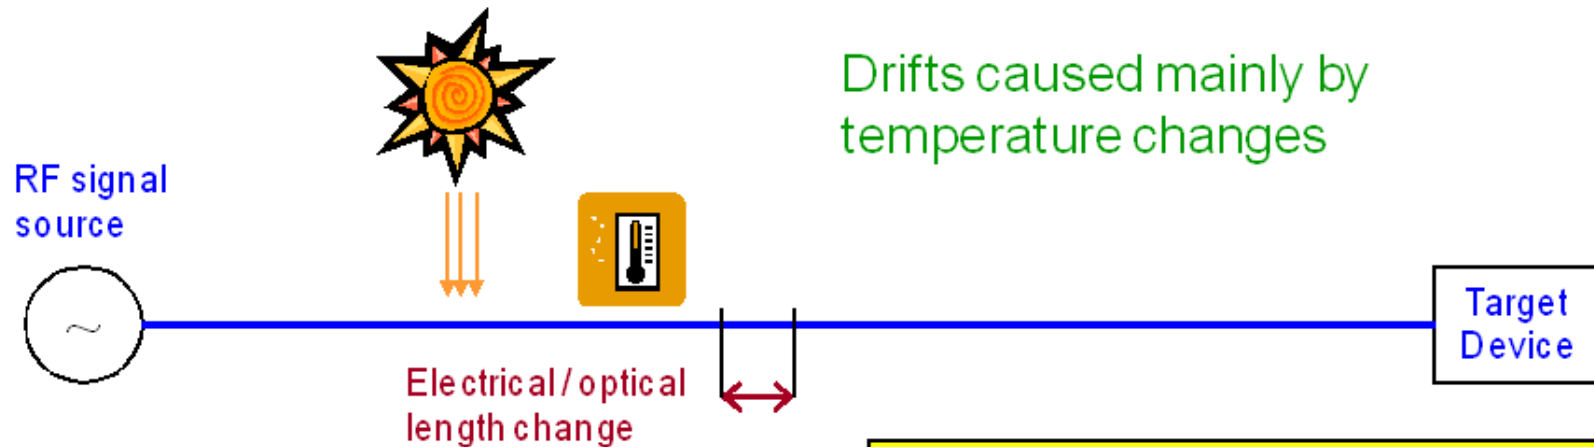 Drifts caused mainly by
temperature changes
RF signal
source
~
Target
Device
Electrical / optical
length change